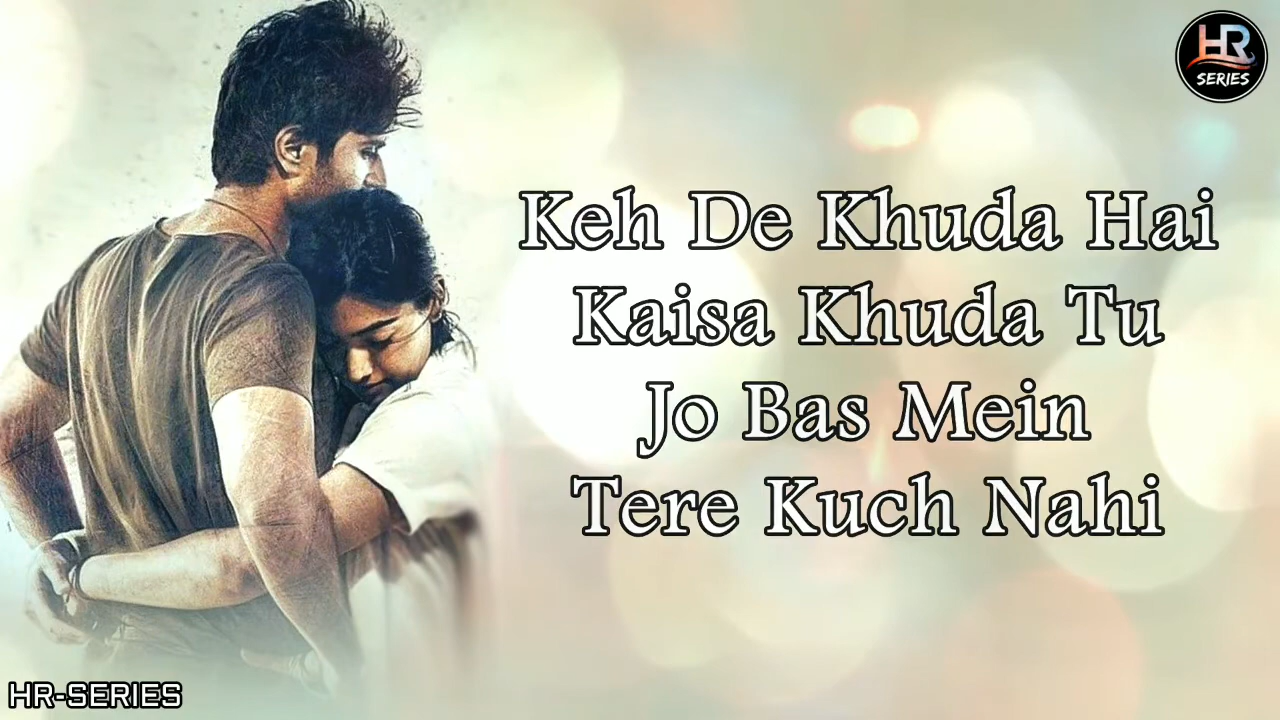 HR
SERIES
Keh De Khuda Hai
Kaisa Khuda Tu
Jo Bas Mein
Tere Kuch Nahi
HR-SERIES